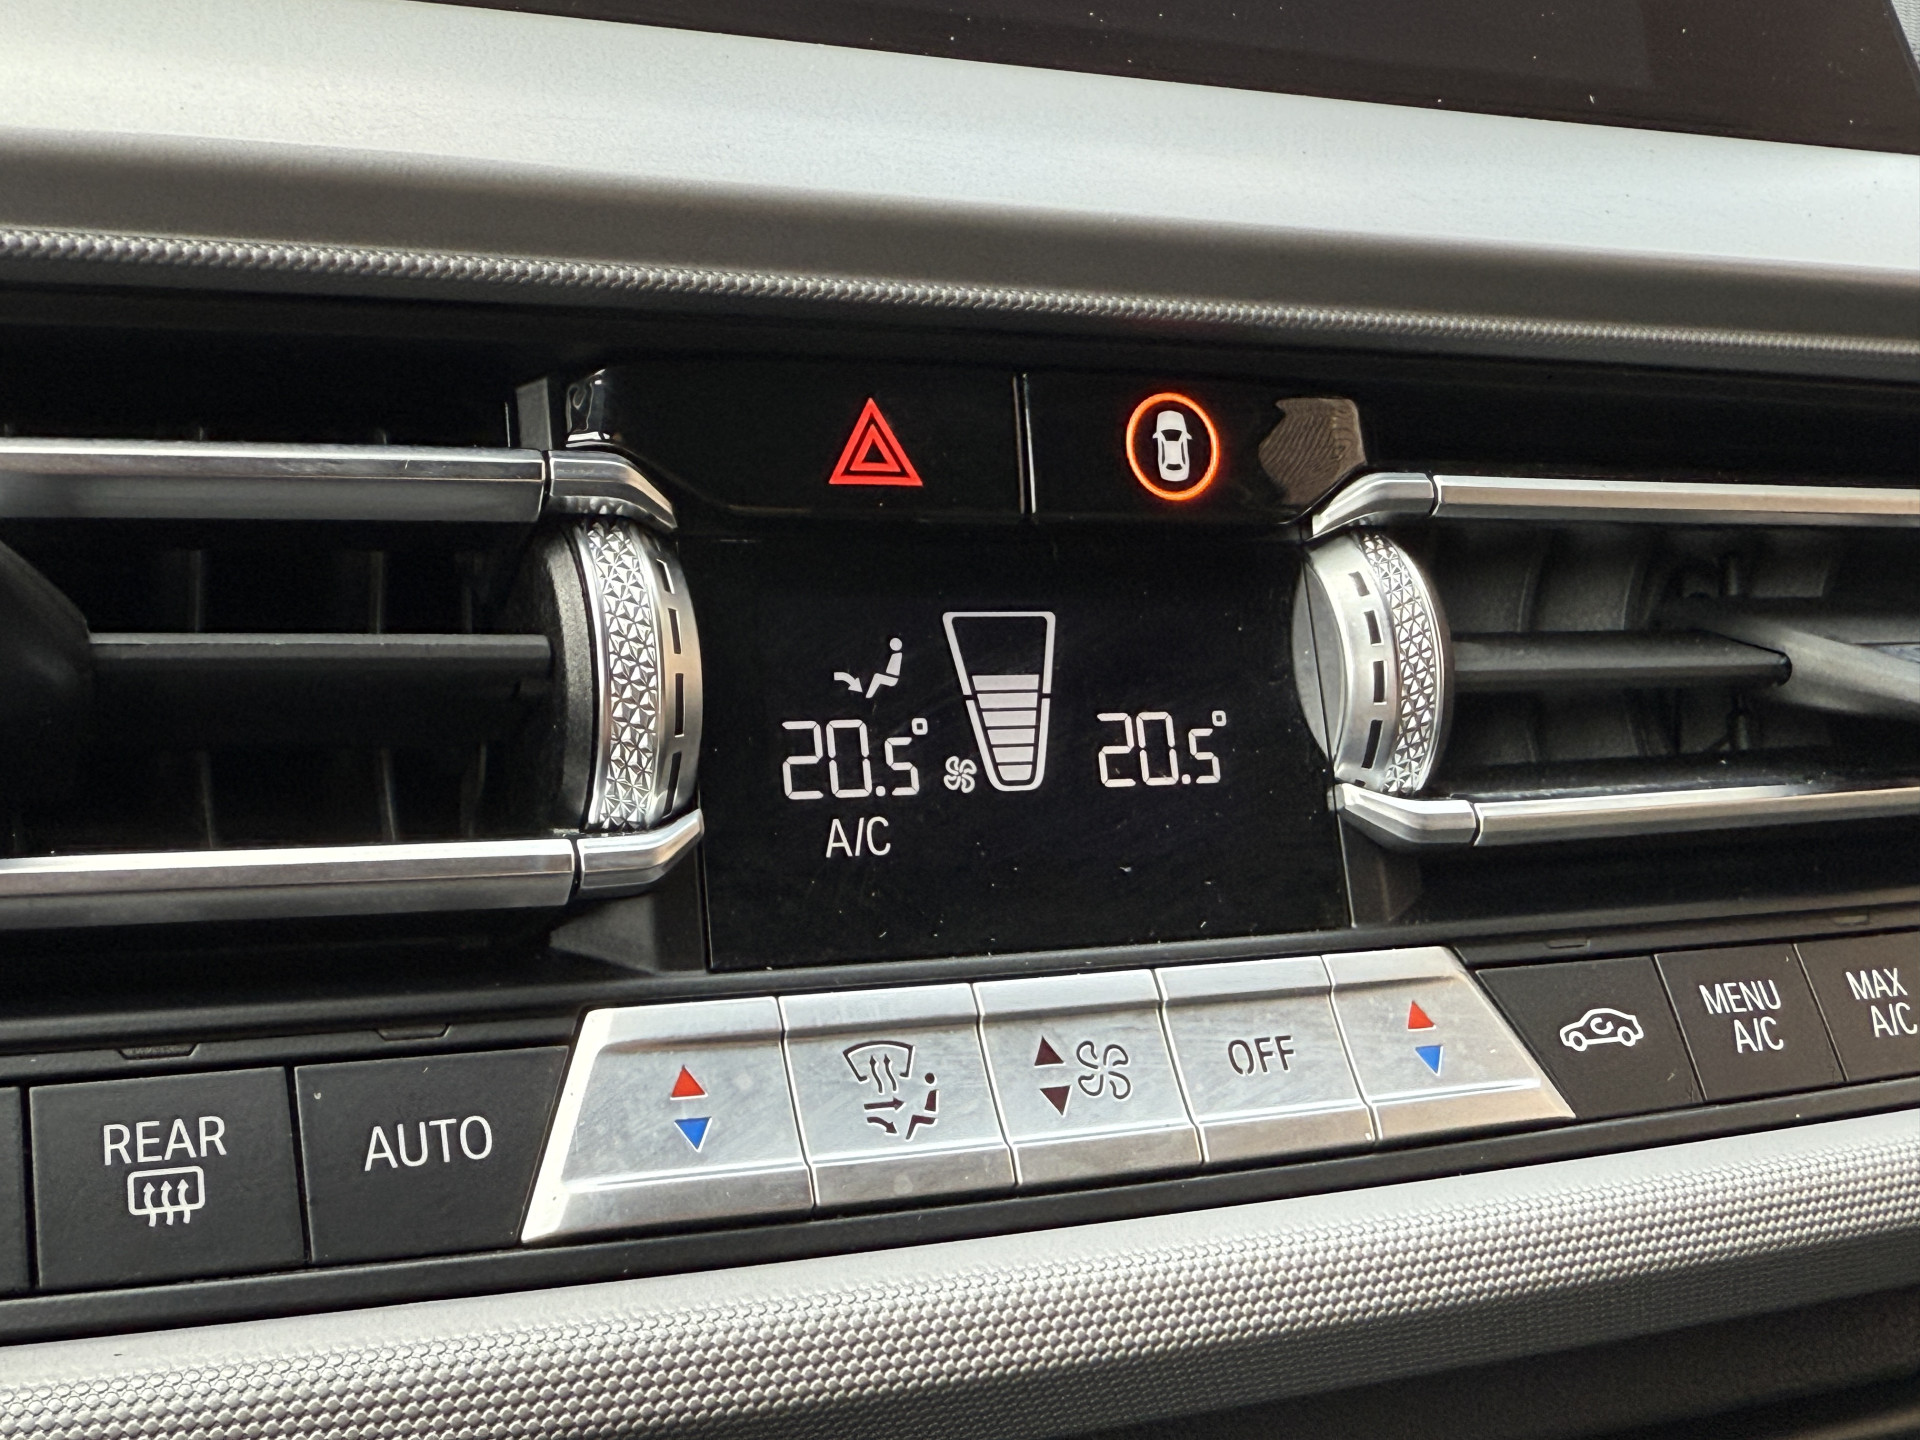 20.5°
20.5°
A/C
REAR
AUTO
OFF
MENU
A/C
MAX
A/C